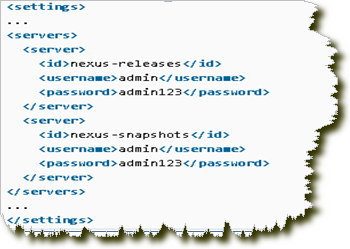 <settings>
...
<servers>
<server>
<id>nexus-releases</id>
<username>admin</username>
<password>admin123</password>
</server>
<server>
<id>nexus-snapshots</id>
<username>admin</username>
<password>admin123</password>
</server>
</servers>
...
</settings>